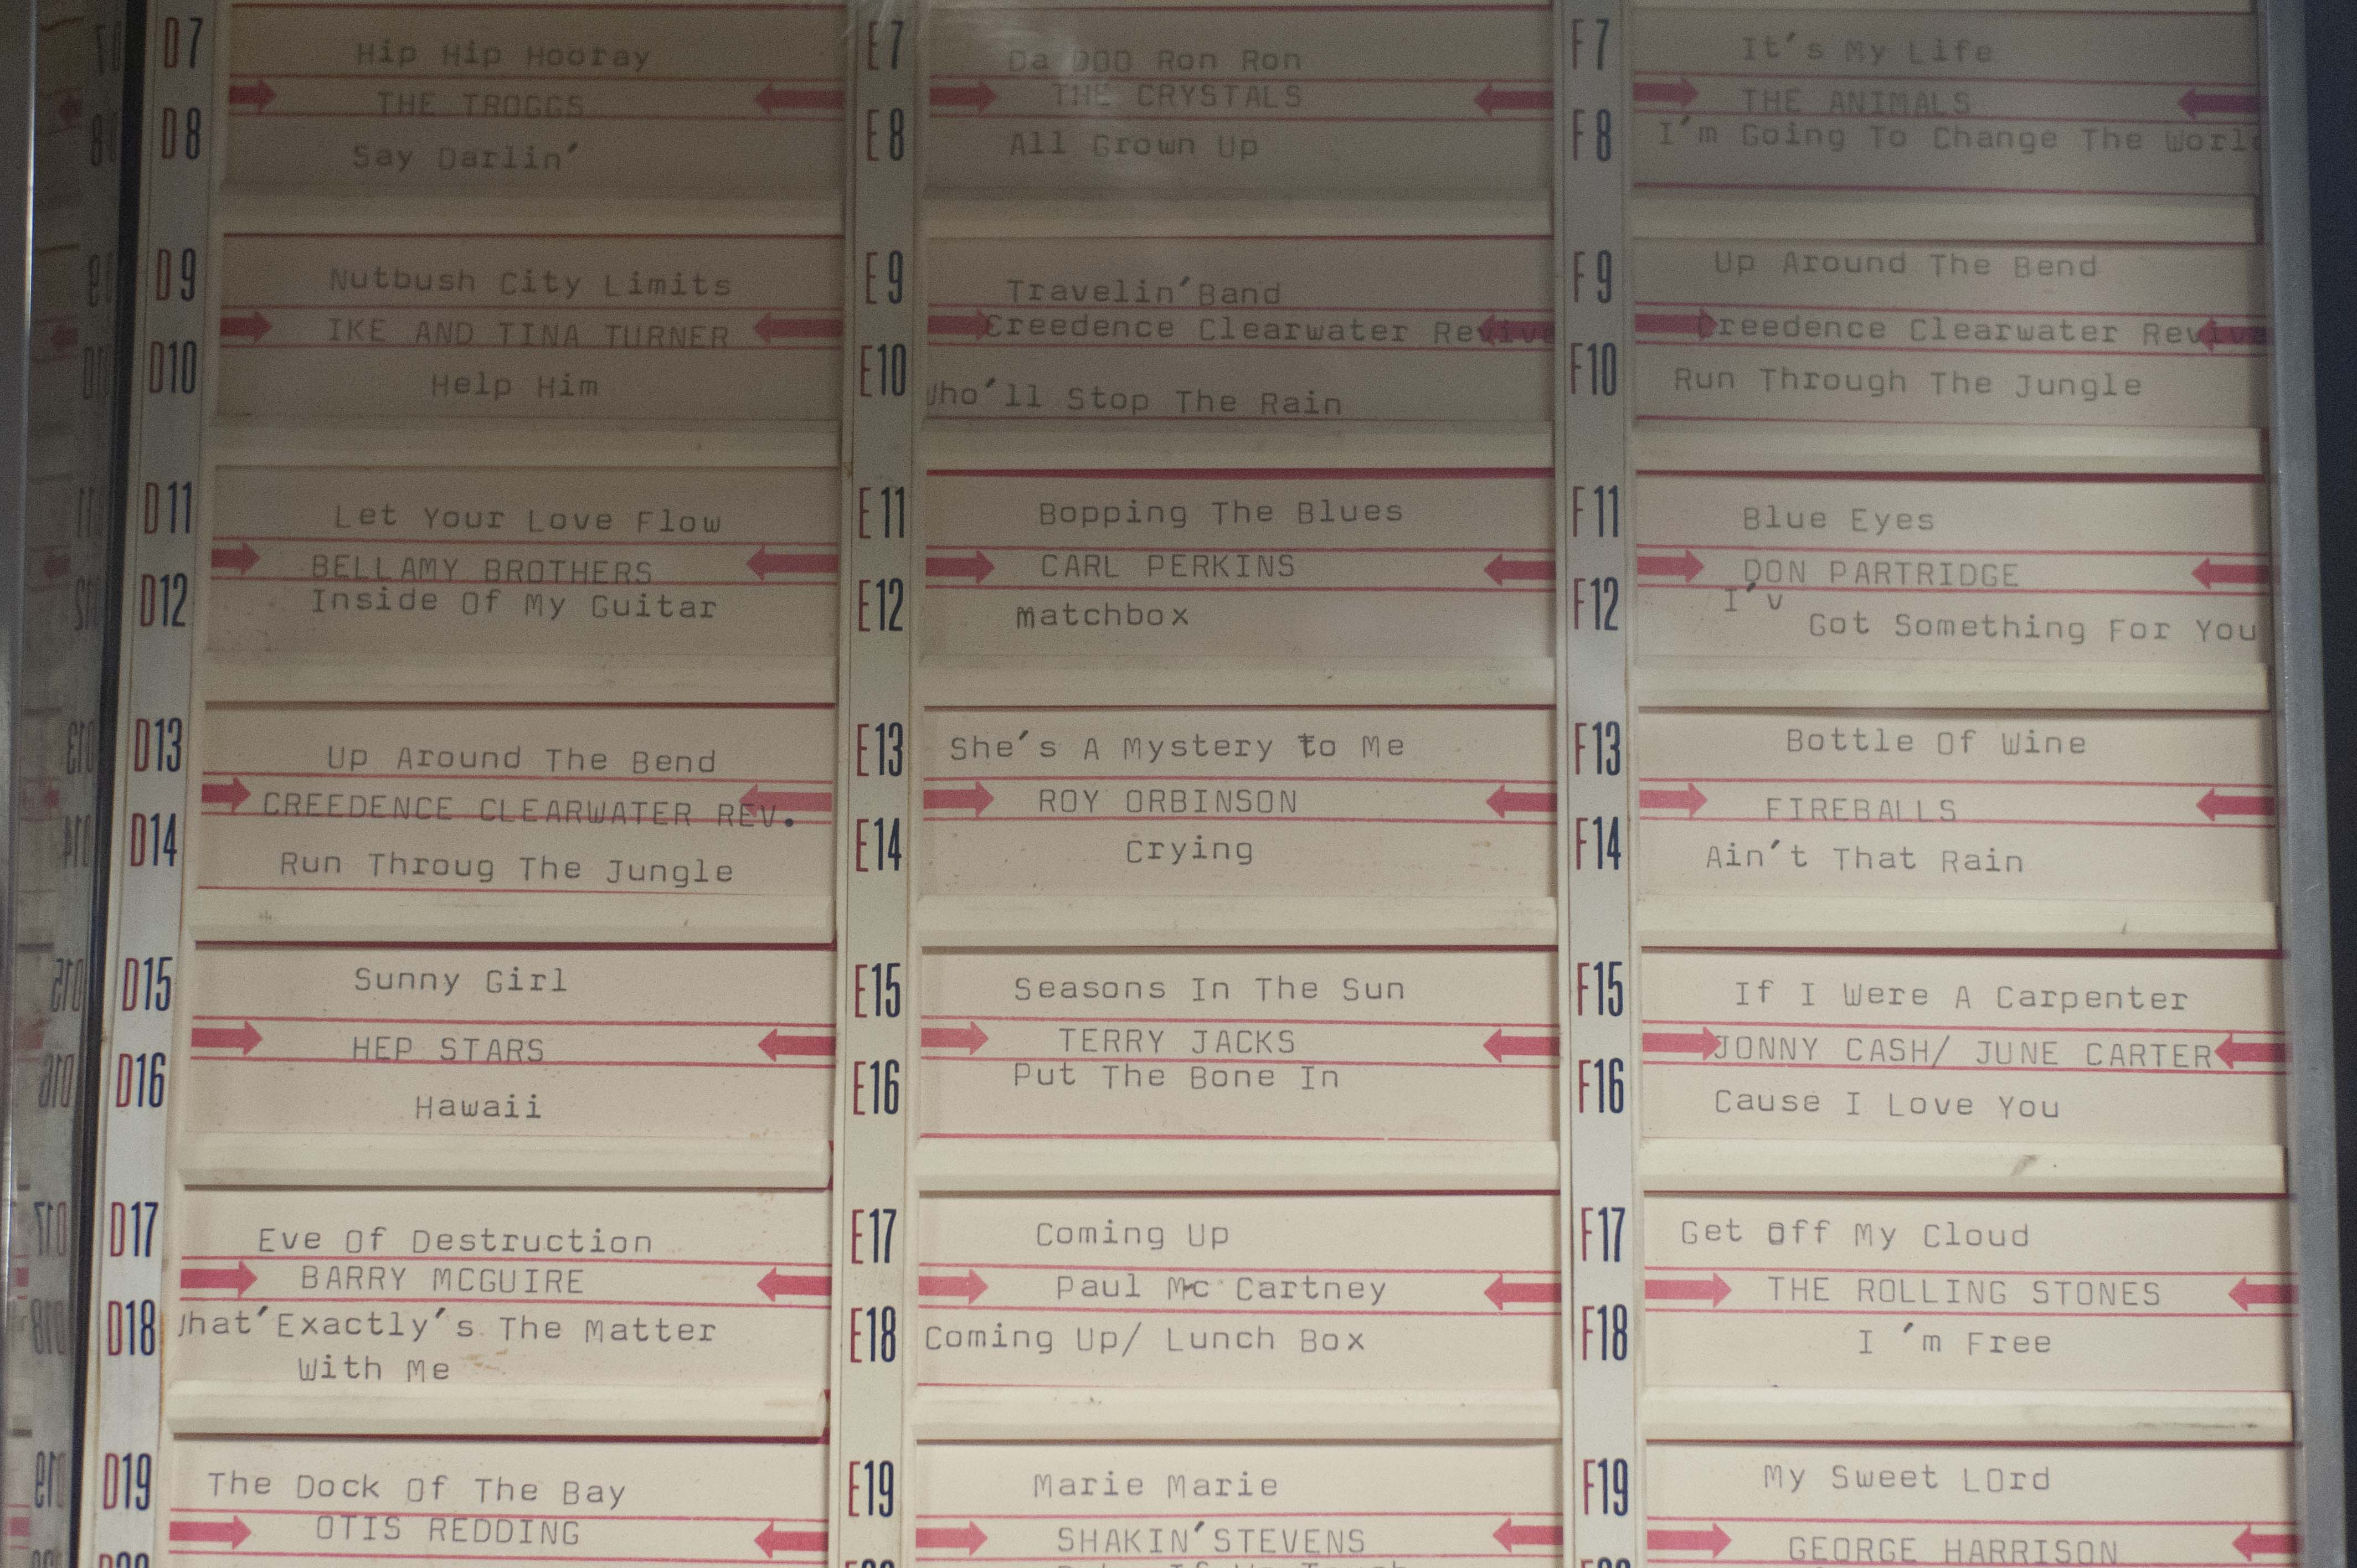 D7
Hip Hip Hooray
THE TROGGS
D8
Say Darlin'
D9
Nutbush City Limits
IKE AND TINA TURNER
D10
Help Him
D11
Let Your Love Flow
BELLAMY BROTHERS
D12
Inside Of My Guitar
D13
Up Around The Bend
CREEDENCE CLEARWATER REV.
D14
Run Throug The Jungle
D15
Sunny Girl
HEP STARS
D16
Hawaii
D17
Eve Of Destruction
BARRY MCGUIRE
D18
What'Exactly's The Matter
With Me
D19
The Dock Of The Bay
OTIS REDDING
E7
Da DOO Ron Ron
THE CRYSTALS
E8
All Grown Up
E9
Travelin'Band
Creedence Clearwater Revive
E10
Who'll Stop The Rain
E11
Bopping The Blues
CARL PERKINS
E12
Matchbox
E13
She's A Mystery to Me
ROY ORBINSON
E14
Crying
E15
Seasons In The Sun
TERRY JACKS
E16
Put The Bone In
E17
Coming Up
Paul Mc Cartney
E18
Coming Up/ Lunch Box
E19
Marie Marie
SHAKIN'STEVENS
F7
It's My Life
THE ANIMALS
F8
I'm Going To Change The World
F9
Up Around The Bend
Creedence Clearwater Revive
F10
Run Through The Jungle
F11
Blue Eyes
DON PARTRIDGE
F12
I'v
Got Something For You
F13
Bottle Of Wine
FIREBALLS
F14
Ain't That Rain
F15
If I Were A Carpenter
JONNY CASH/ JUNE CARTER
F16
Cause I Love You
F17
Get Off My Cloud
THE ROLLING STONES
F18
I 'm Free
F19
My Sweet LOrd
GEORGE HARRISON